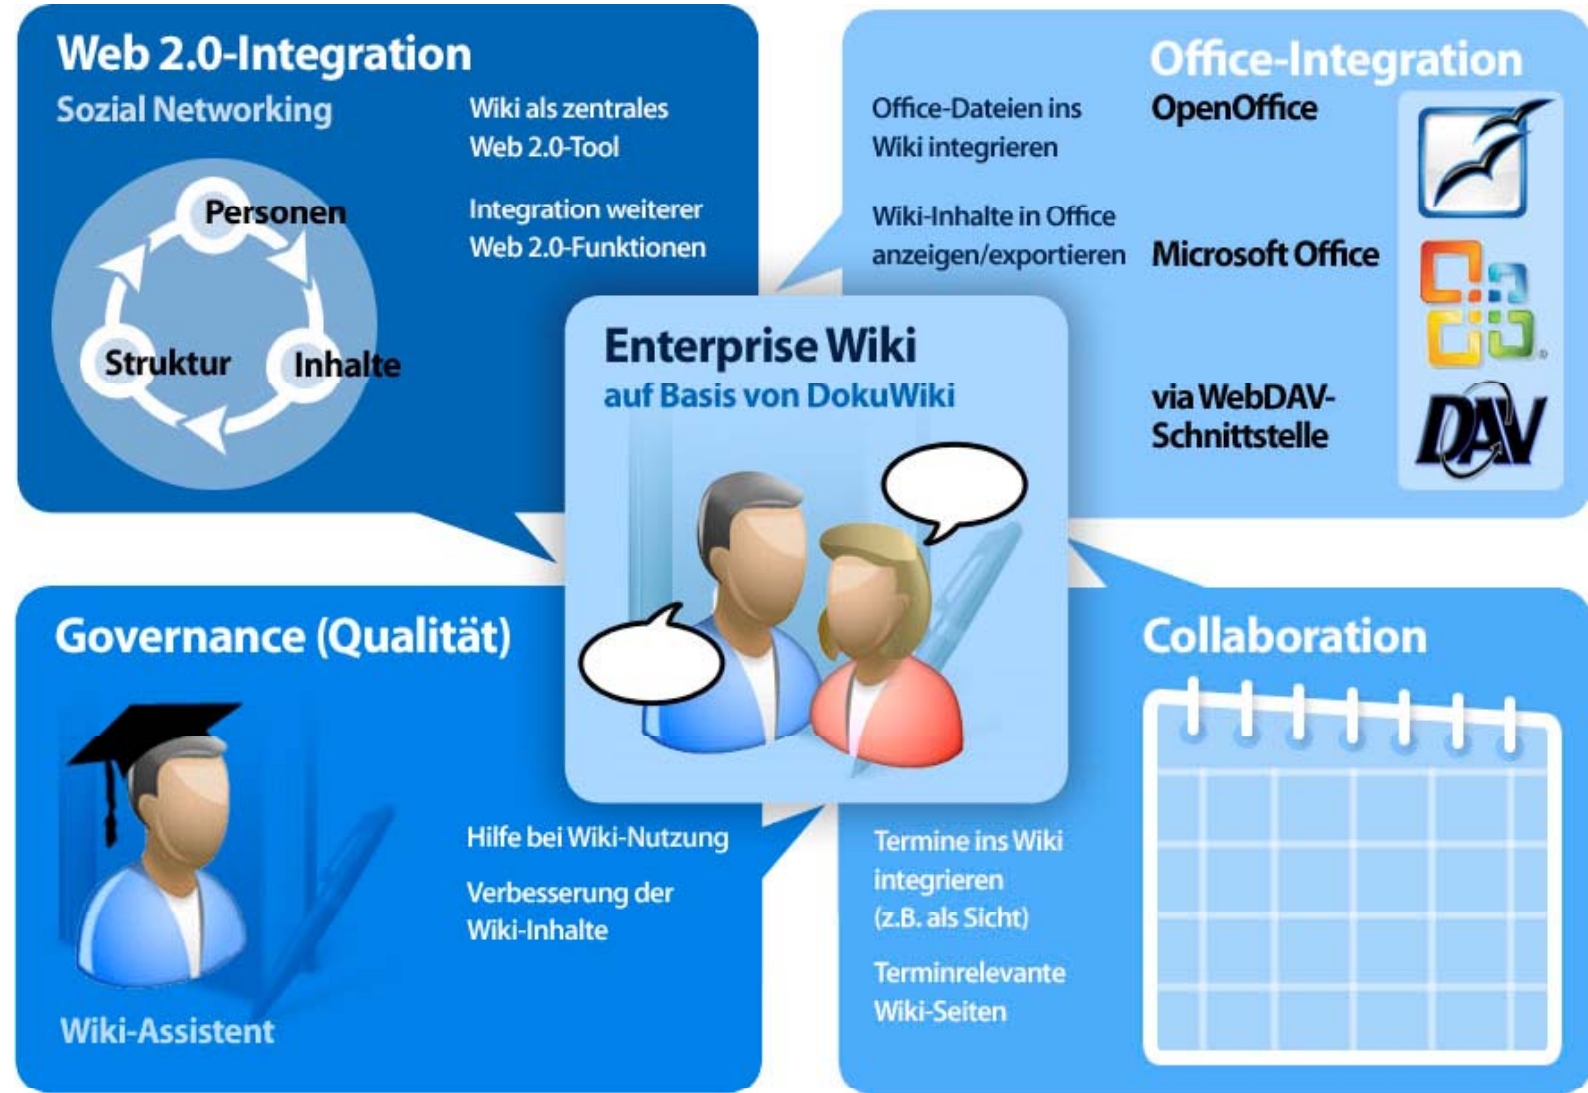 Web 2.0-Integration
Sozial Networking
Wiki als zentrales
Web 2.0-Tool
Integration weiterer
Web 2.0-Funktionen
Personen
Struktur
Inhalte
Office-Integration
Office-Dateien ins
Wiki integrieren
Wiki-Inhalte in Office
anzeigen/exportieren
OpenOffice
Microsoft Office
via WebDAV-
Schnittstelle
®
DAV
Enterprise Wiki
auf Basis von DokuWiki
Governance (Qualität)
Hilfe bei Wiki-Nutzung
Verbesserung der
Wiki-Inhalte
Wiki-Assistent
Collaboration
Termine ins Wiki
integrieren
(z.B. als Sicht)
Terminrelevante
Wiki-Seiten